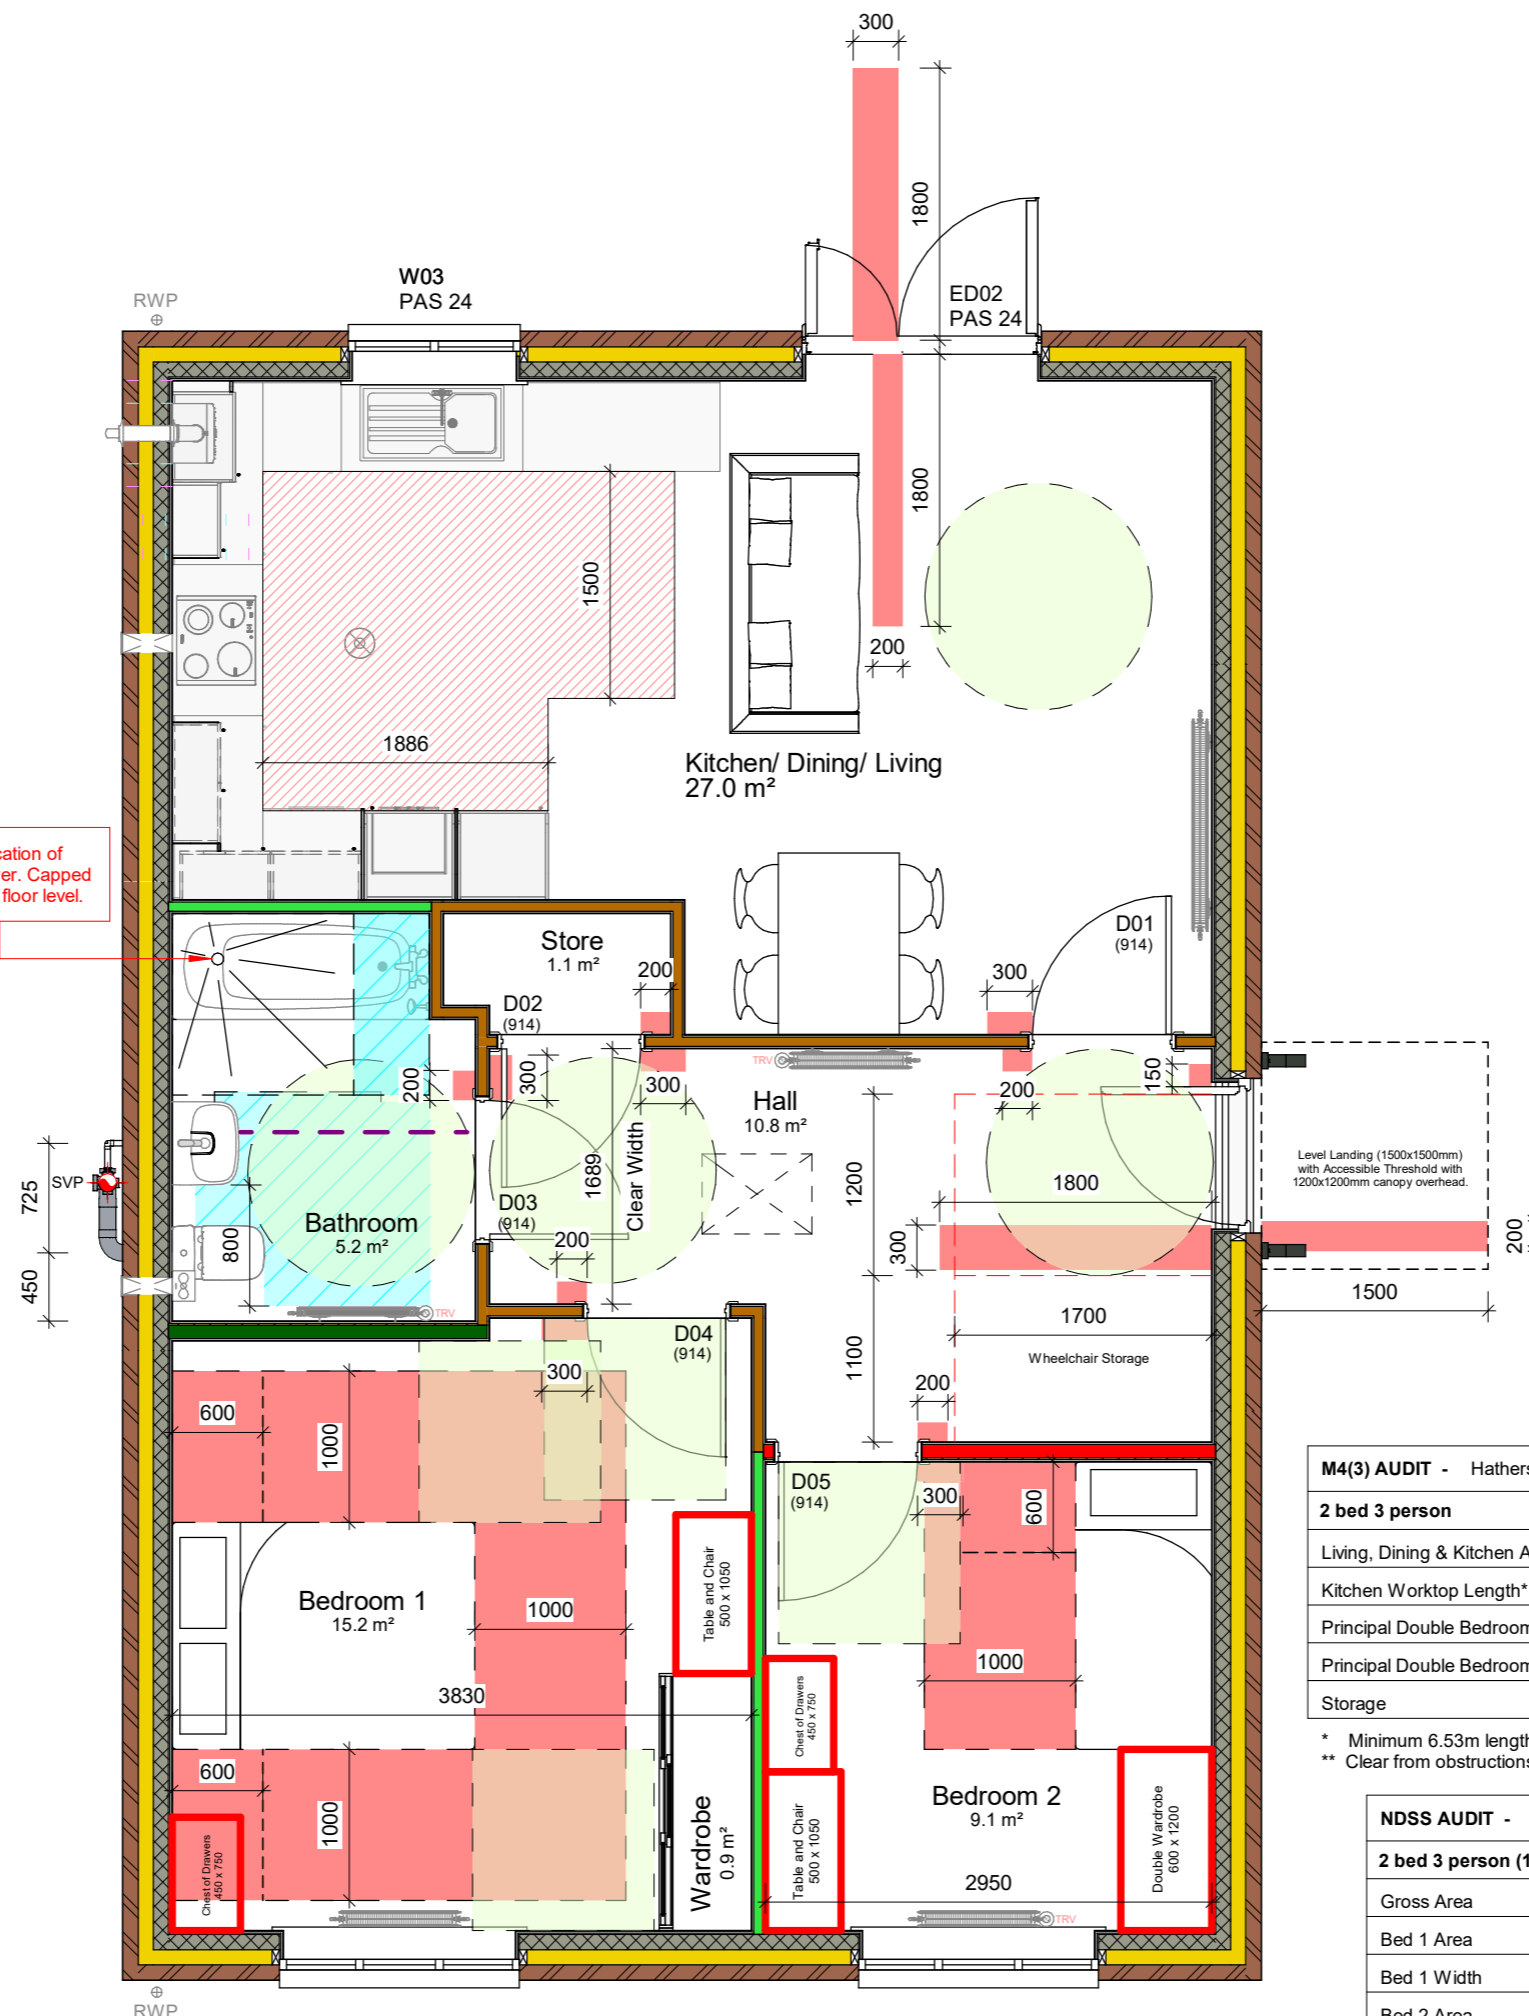 300
1800
W03
PAS 24
RWP
ED02
PAS 24
1800
1500
200
1886
Kitchen/ Dining/ Living
27.0 m²
cation of
er. Capped
floor level.
Store
1.1 m²
D01
(914)
200
300
D02
(914)
TRV
200
300
300
Hall
10.8 m²
200
150
Clear Width
1689
1200
1800
Level Landing (1500x1500mm)
with Accessible Threshold with
1200x1200mm canopy overhead.
SVP
725
D03
(914)
Bathroom
5.2 m²
800
200
300
200
450
1500
TRV
1700
D04
(914)
1100
Wheelchair Storage
300
200
600
1000
D05
(914)
300
600
M4(3) AUDIT - Hathers
2 bed 3 person
Living, Dining & Kitchen A
Kitchen Worktop Length*
Principal Double Bedroom
Principal Double Bedroom
Storage
* Minimum 6.53m length
** Clear from obstructions
Table and Chair
500 x 1050
Bedroom 1
15.2 m²
1000
1000
3830
Chest of Drawers
450 x 750
600
1000
Bedroom 2
9.1 m²
Wardrobe
0.9 m²
Table and Chair
500 x 1050
Double Wardrobe
600 x 1200
Chest of Drawers
450 x 750
2950
TRV
NDSS AUDIT -
2 bed 3 person (1
Gross Area
Bed 1 Area
Bed 1 Width
Bed 2 Area
RWP